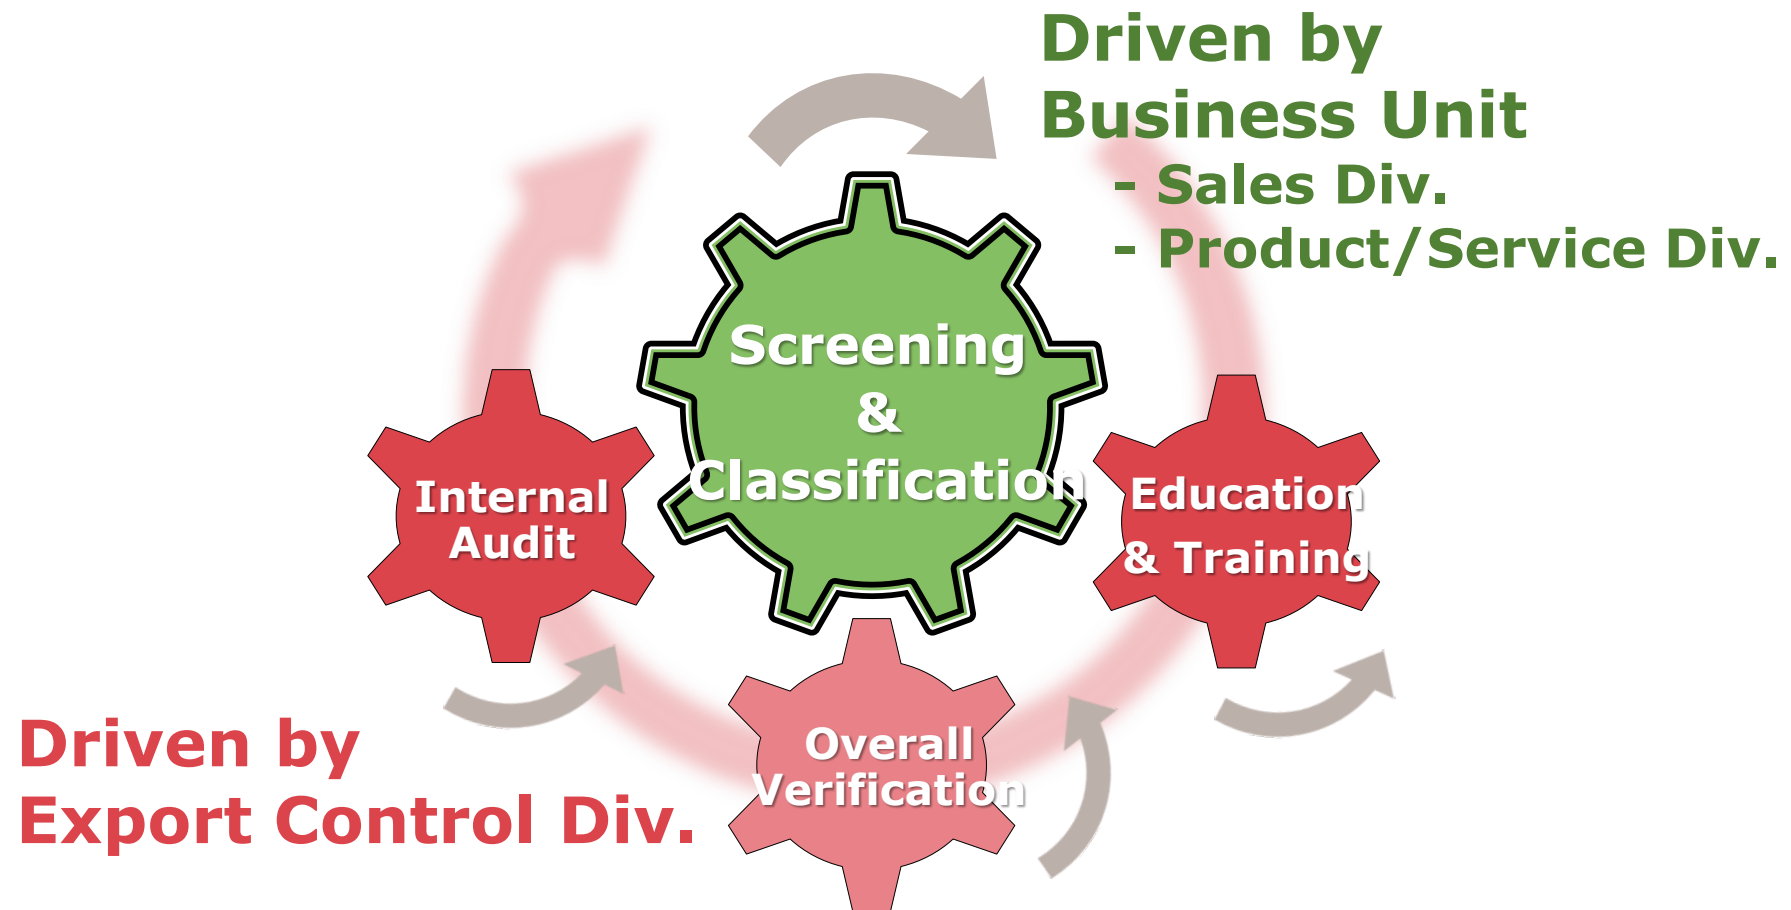 Driven by
Business Unit
- Sales Div.
- Product/Service Div.
Screening
&
Classification
Internal
Audit
Education
& Training
Overall
Verification
Driven by
Export Control Div.